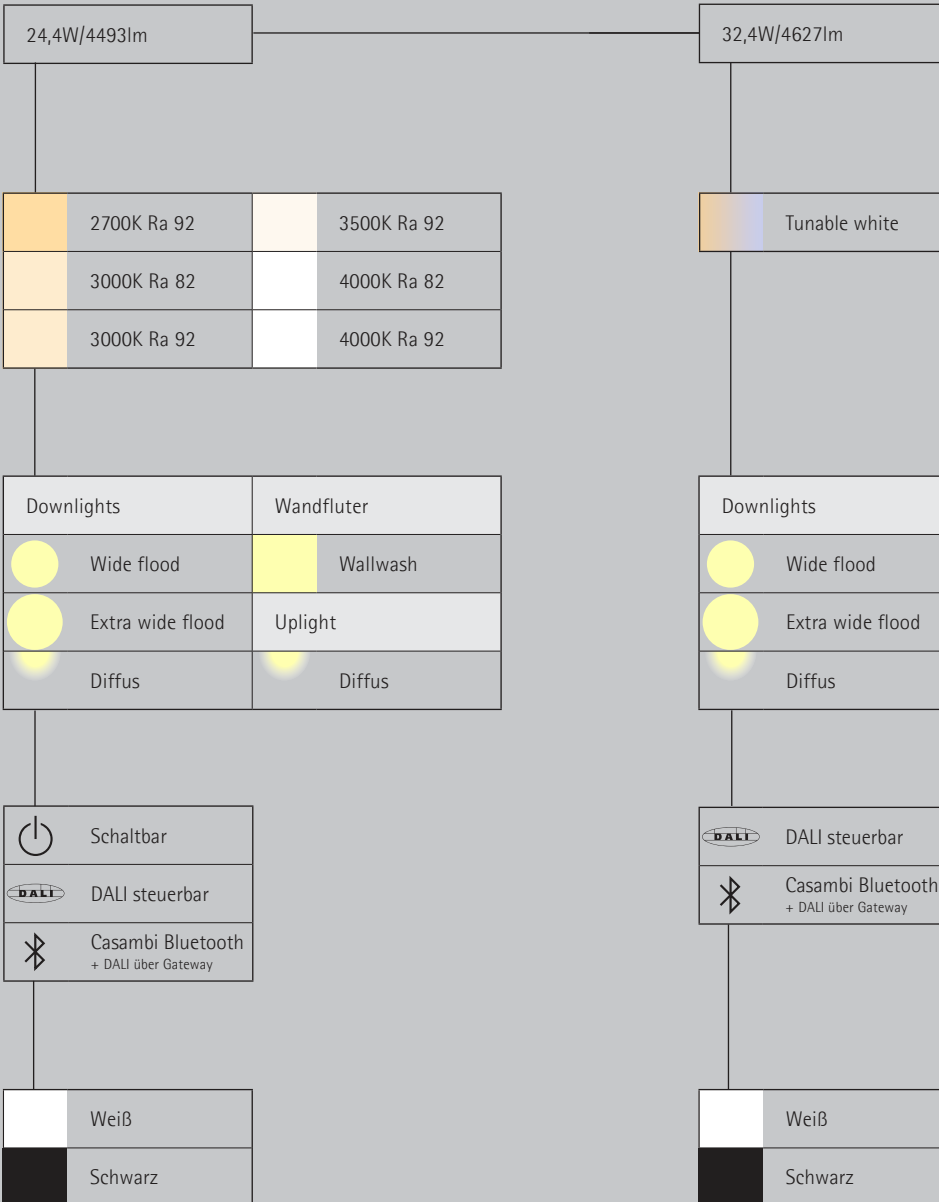 24,4W/4493lm
32,4W/4627lm
2700K Ra 92
3500K Ra 92
Tunable white
3000K Ra 82
4000K Ra 82
3000K Ra 92
4000K Ra 92
Downlights
Wandfluter
Downlights
Wide flood
Wallwash
Wide flood
Extra wide flood
Uplight
Extra wide flood
Diffus
Diffus
Diffus
Schaltbar
DALI DALI steuerbar
DALI DALI steuerbar
Casambi Bluetooth
+ DALI über Gateway
Casambi Bluetooth
+ DALI über Gateway
Weiß
Weiß
Schwarz
Schwarz